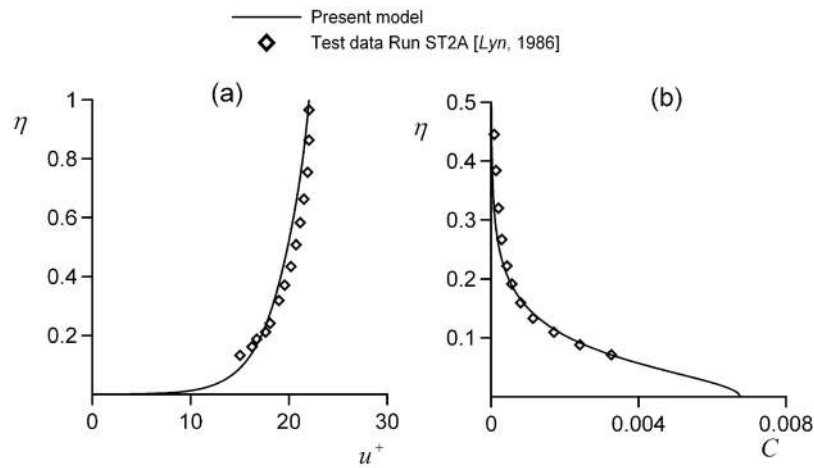 Present model
Test data Run ST2A [Lyn, 1986]
(a)
η
1
0.8
0.6
0.4
0.2
0
10
20
30
u+
(b)
η
0.5
0.4
0.3
0.2
0.1
0
0.004
0.008
C